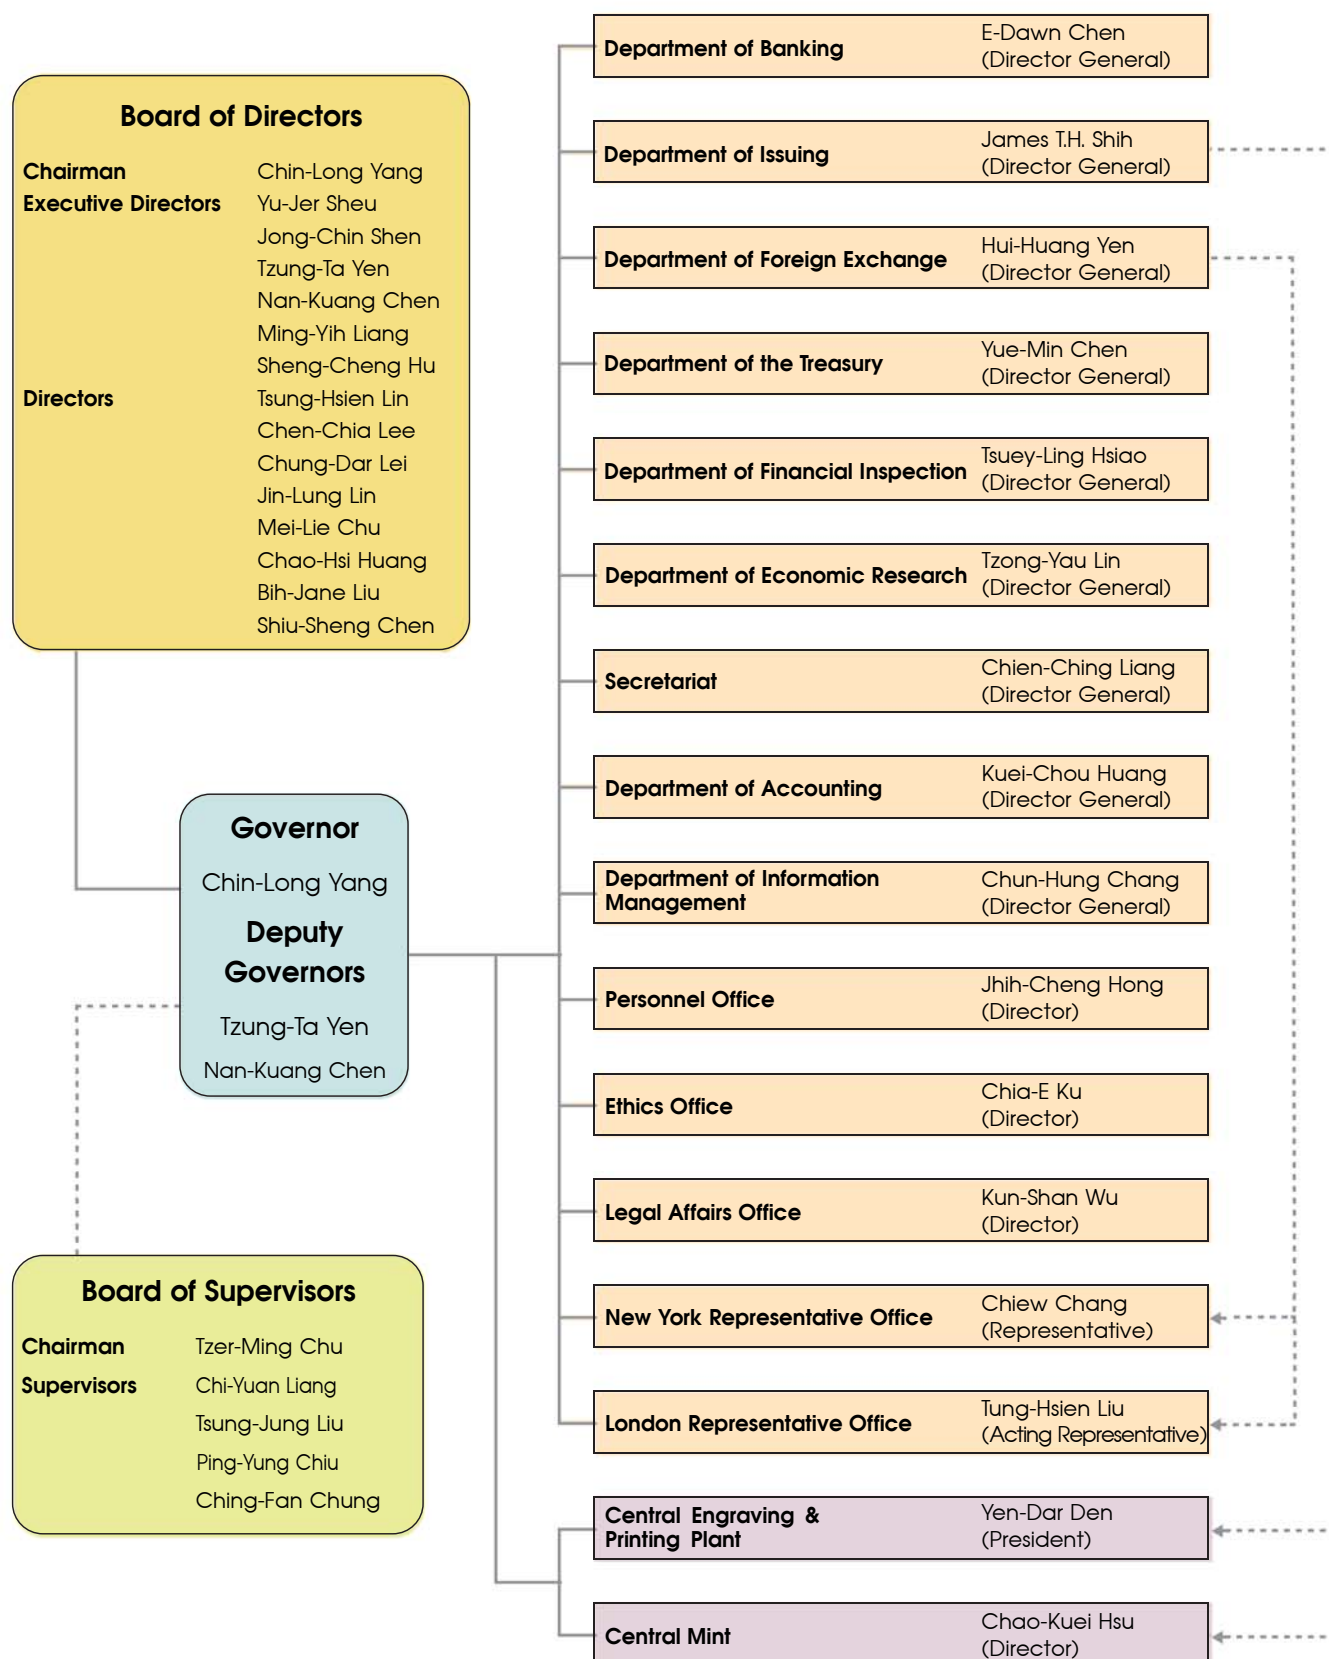 Board of Directors
Chairman Chin-Long Yang
Executive Directors Yu-Jer Sheu
Jong-Chin Shen
Tzung-Ta Yen
Nan-Kuang Chen
Ming-Yih Liang
Sheng-Cheng Hu
Directors Tsung-Hsien Lin
Chen-Chia Lee
Chung-Dar Lei
Jin-Lung Lin
Mei-Lie Chu
Chao-Hsi Huang
Bih-Jane Liu
Shiu-Sheng Chen
Governor
Chin-Long Yang
Deputy
Governors
Tzung-Ta Yen
Nan-Kuang Chen
Board of Supervisors
Chairman Tzer-Ming Chu
Supervisors Chi-Yuan Liang
Tsung-Jung Liu
Ping-Yung Chiu
Ching-Fan Chung
Department of Banking
E-Dawn Chen
(Director General)
Department of Issuing
James T.H. Shih
(Director General)
Department of Foreign Exchange
Hui-Huang Yen
(Director General)
Department of the Treasury
Yue-Min Chen
(Director General)
Department of Financial Inspection
Tsuey-Ling Hsiao
(Director General)
Department of Economic Research
Tzong-Yau Lin
(Director General)
Secretariat
Chien-Ching Liang
(Director General)
Department of Accounting
Kuei-Chou Huang
(Director General)
Department of Information
Management
Chun-Hung Chang
(Director General)
Personnel Office
Jhih-Cheng Hong
(Director)
Ethics Office
Chia-E Ku
(Director)
Legal Affairs Office
Kun-Shan Wu
(Director)
New York Representative Office
Chiew Chang
(Representative)
London Representative Office
Tung-Hsien Liu
(Acting Representative)
Central Engraving &
Printing Plant
Yen-Dar Den
(President)
Central Mint
Chao-Kuei Hsu
(Director)